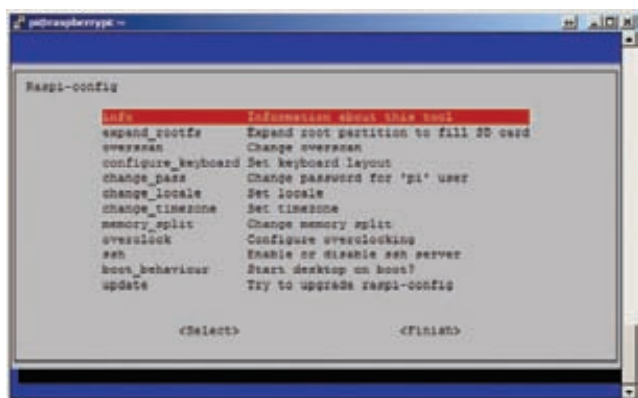 pi@raspberrypi: ~
Raspi-config
info Information about this tool
expand_rootfs Expand root partition to fill SD card
overscan Change overscan
configure_keyboard Set keyboard layout
change_pass Change password for 'pi' user
change_locale Set locale
change_timezone Set timezone
memory_split Change memory split
overclock Configure overclocking
ssh Enable or disable ssh server
boot_behaviour Start desktop on boot?
update Try to upgrade raspi-config
<Select> <Finish>